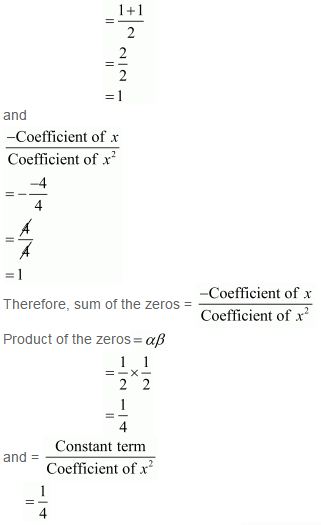 = 1+1/2
= 2/2
= 1
and
−Coefficient of x / Coefficient of x²
= − −4/4
= 4/4
= 1
Therefore, sum of the zeros = −Coefficient of x / Coefficient of x²
Product of the zeros = αβ
= 1/2 × 1/2
= 1/4
and = Constant term / Coefficient of x²
= 1/4